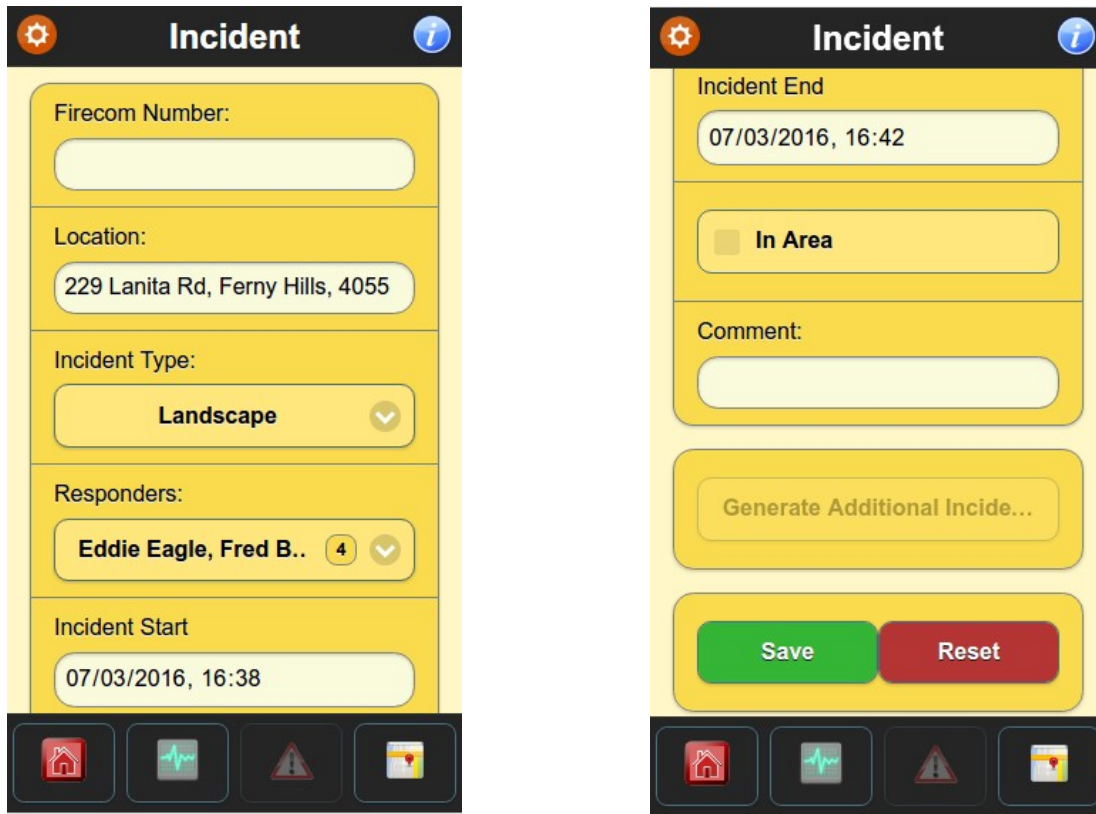 Incident
Firecom Number:
Location:
229 Lanita Rd, Ferny Hills, 4055
Incident Type:
Landscape
Responders:
Eddie Eagle, Fred B.. 4
Incident Start
07/03/2016, 16:38
Incident
Incident End
07/03/2016, 16:42
In Area
Comment:
Generate Additional Incide...
Save Reset